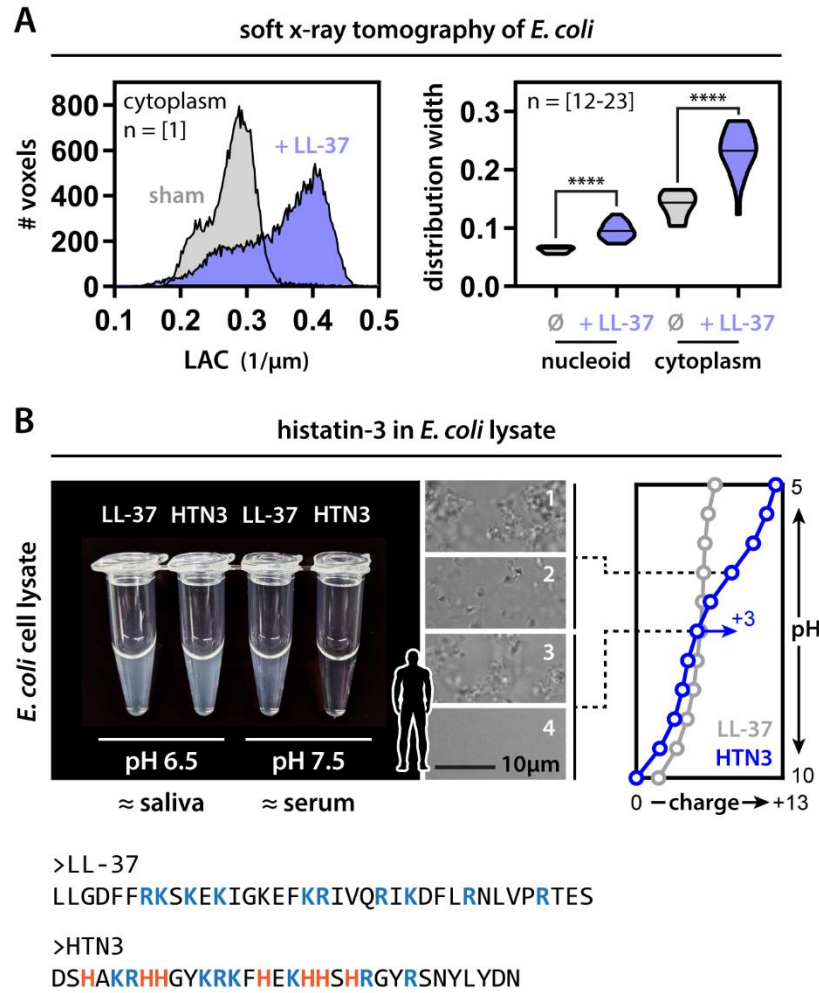 A
soft x-ray tomography of E. coli
cytoplasm
n = [1]
+ LL-37
sham
# voxels
800
600
400
200
0
0.1 0.2 0.3 0.4 0.5
LAC (1/μm)
n = [12-23]
****
****
distribution width
0.3
0.2
0.1
0.0
Ø + LL-37 Ø + LL-37
nucleoid cytoplasm
B
histatin-3 in E. coli lysate
E. coli cell lysate
LL-37 HTN3 LL-37 HTN3
pH 6.5 pH 7.5
≈ saliva ≈ serum
1
2
3
4
10μm
5
+3
pH
LL-37
HTN3
10
0 charge +13
>LL-37
LLGDFFRKSKEKIGKEFKRIVQRIKDFLRNLVPRTES
>HTN3
DSHAKRHHGYKRKFHEKHHSHRGYRSNYLYDN